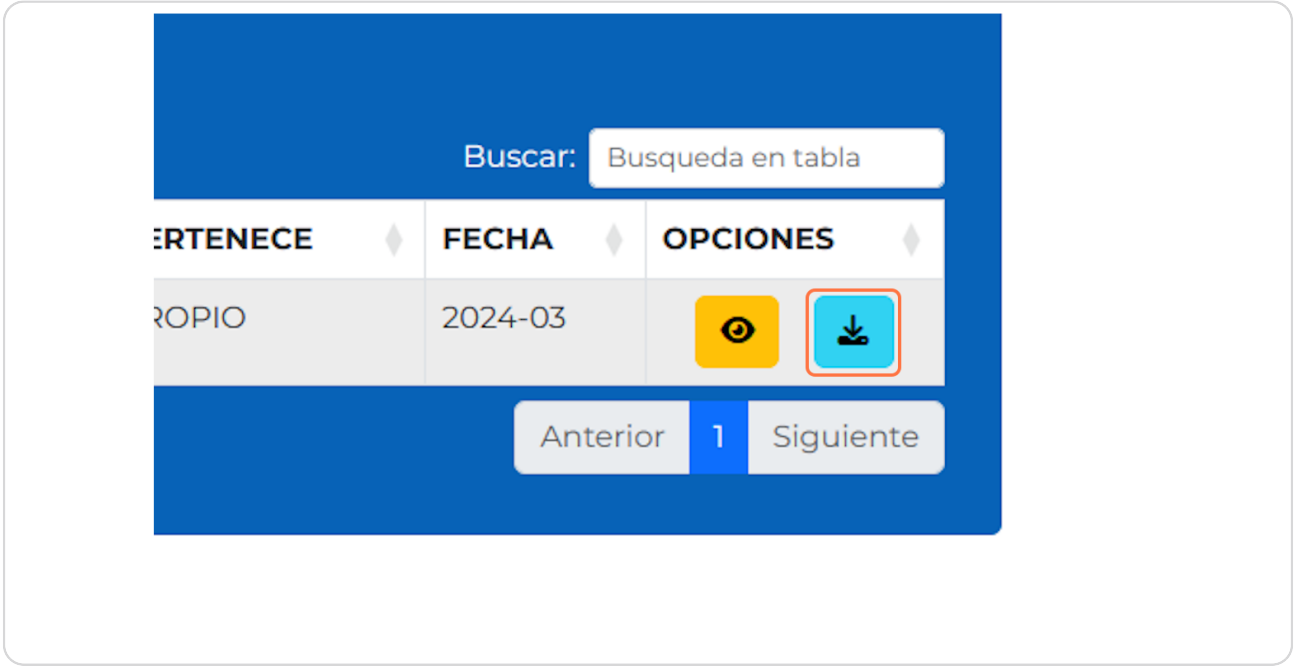 Buscar: Busqueda en tabla
ERTENECE FECHA OPCIONES
ROPIO 2024-03
Anterior 1 Siguiente